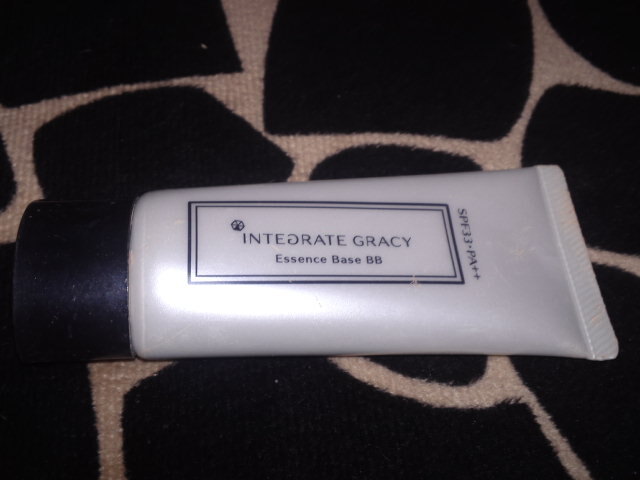 INTEGRATE GRACY
Essence Base BB
SPF33・PA++